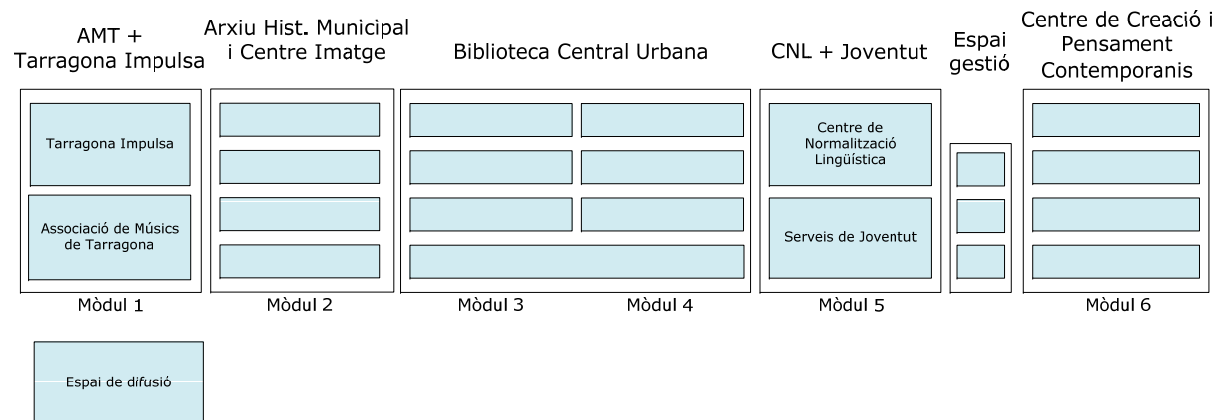 AMT +
Tarragona Impulsa
Arxiu Hist. Municipal
i Centre Imatge
Biblioteca Central Urbana
CNL + Joventut
Espai
gestió
Centre de Creació i
Pensament
Contemporanis
Tarragona Impulsa
Associació de Músics
de Tarragona
Centre de
Normalització
Lingüística
Serveis de Joventut
Mòdul 1
Mòdul 2
Mòdul 3
Mòdul 4
Mòdul 5
Mòdul 6
Espai de difusió